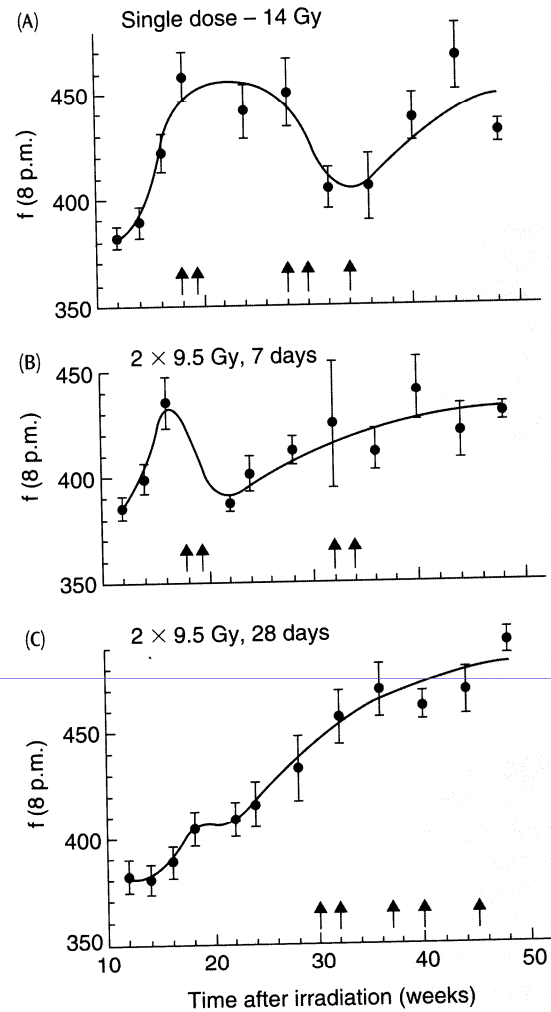 (A)
Single dose – 14 Gy
450
400
350
f (8 p.m.)
(B)
2 × 9.5 Gy, 7 days
450
400
350
f (8 p.m.)
(C)
2 × 9.5 Gy, 28 days
450
400
350
f (8 p.m.)
10 20 30 40 50
Time after irradiation (weeks)